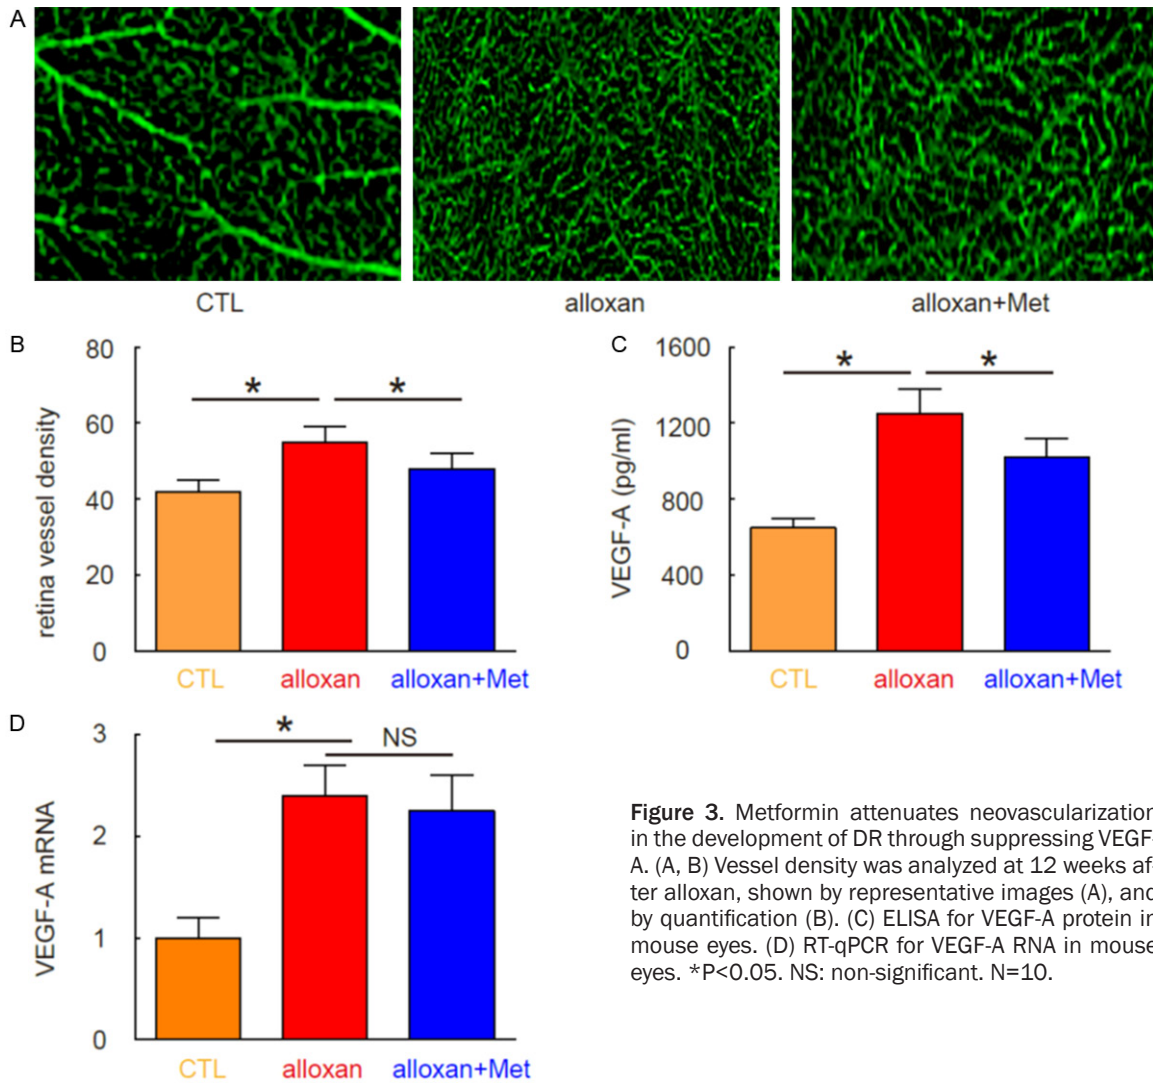 A
CTL alloxan alloxan+Met
B
80
60
40
20
0
retina vessel density
* *
CTL alloxan alloxan+Met
C
1600
1200
800
400
0
VEGF-A (pg/ml)
* *
CTL alloxan alloxan+Met
D
3
2
1
0
VEGF-A mRNA
* NS
CTL alloxan alloxan+Met
Figure 3. Metformin attenuates neovascularization
in the development of DR through suppressing VEGF-
A. (A, B) Vessel density was analyzed at 12 weeks af-
ter alloxan, shown by representative images (A), and
by quantification (B). (C) ELISA for VEGF-A protein in
mouse eyes. (D) RT-qPCR for VEGF-A RNA in mouse
eyes. *P<0.05. NS: non-significant. N=10.